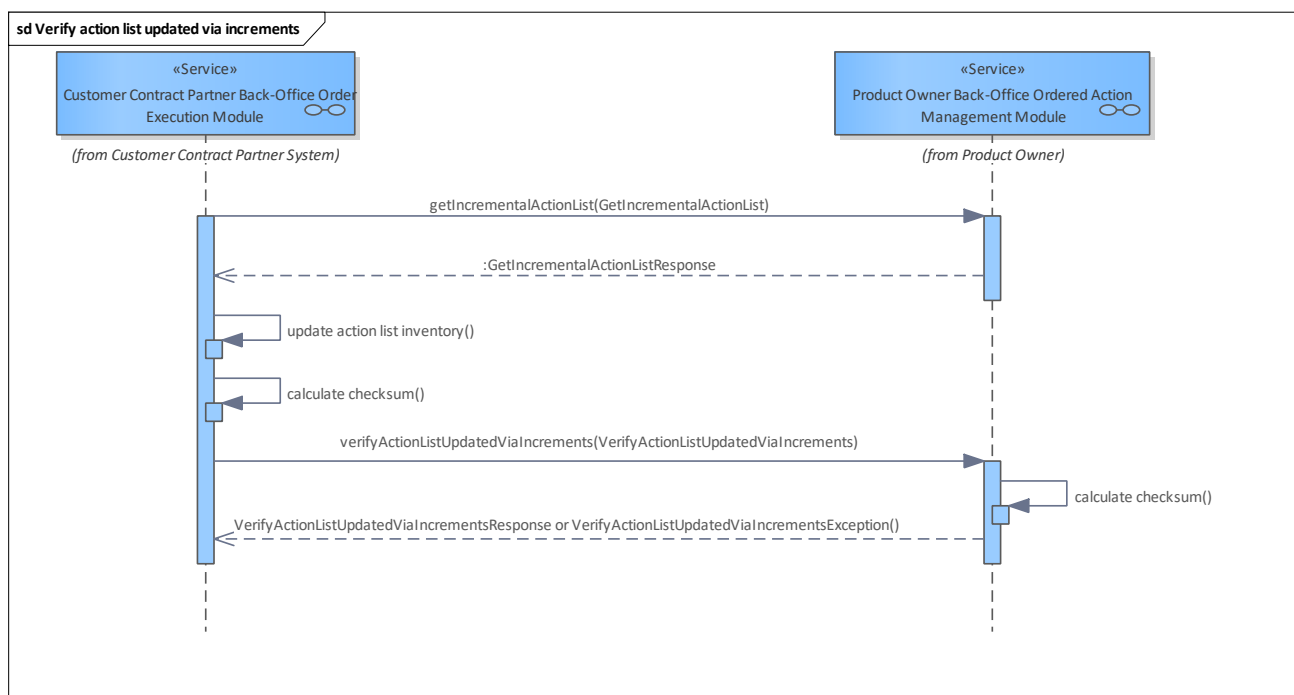 sd Verify action list updated via increments
«Service»
Customer Contract Partner Back-Office Order
Execution Module
(from Customer Contract Partner System)
«Service»
Product Owner Back-Office Ordered Action
Management Module
(from Product Owner)
getIncrementalActionList(GetIncrementalActionList)
:GetIncrementalActionListResponse
update action list inventory()
calculate checksum()
verifyActionListUpdatedViaIncrements(VerifyActionListUpdatedViaIncrements)
calculate checksum()
VerifyActionListUpdatedViaIncrementsResponse or VerifyActionListUpdatedViaIncrementsException()